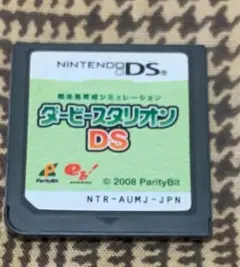 NINTENDO DS®
競走馬育成シミュレーション
ダービースタリオン
DS
ParityBit
eg!
© 2008 ParityBit
NTR-AUMJ-JPN